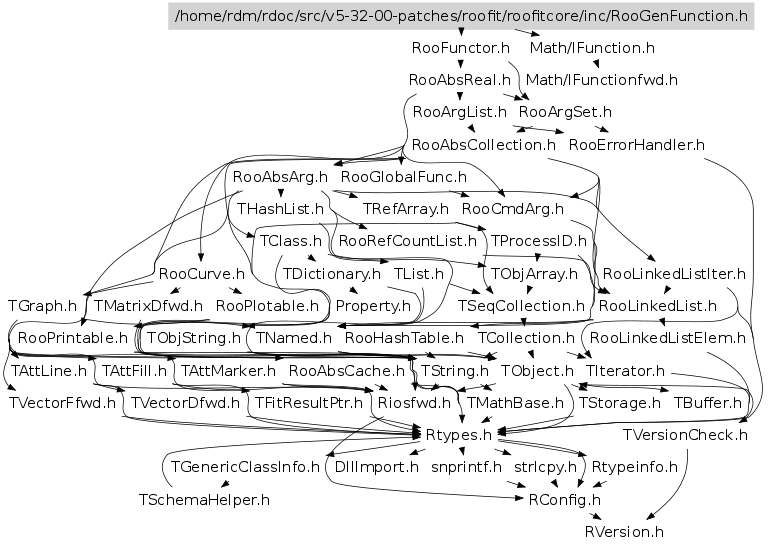 /home/rdm/rdoc/src/v5-32-00-patches/roofit/roofitcore/inc/RooGenFunction.h
RooFunctor.h Math/IFunction.h
RooAbsReal.h Math/IFunctionfwd.h
RooArgList.h RooArgSet.h
RooAbsCollection.h RooErrorHandler.h
RooAbsArg.h RooGlobalFunc.h
THashList.h TRefArray.h RooCmdArg.h
TClass.h RooRefCountList.h TProcessID.h
RooCurve.h TDictionary.h TList.h TObjArray.h RooLinkedListIter.h
TGraph.h TMatrixDfwd.h RooPlotable.h Property.h TSeqCollection.h RooLinkedList.h
RooPrintable.h TObjString.h TNamed.h RooHashTable.h TCollection.h RooLinkedListElem.h
TAttLine.h TAttFill.h TAttMarker.h RooAbsCache.h TString.h TObject.h TIterator.h
TVectorFfwd.h TVectorDfwd.h TFitResultPtr.h Riosfwd.h TMathBase.h TStorage.h TBuffer.h
Rtypes.h TVersionCheck.h
TGenericClassInfo.h DllImport.h snprintf.h strlcpy.h Rtypeinfo.h
TSchemaHelper.h RConfig.h
RVersion.h